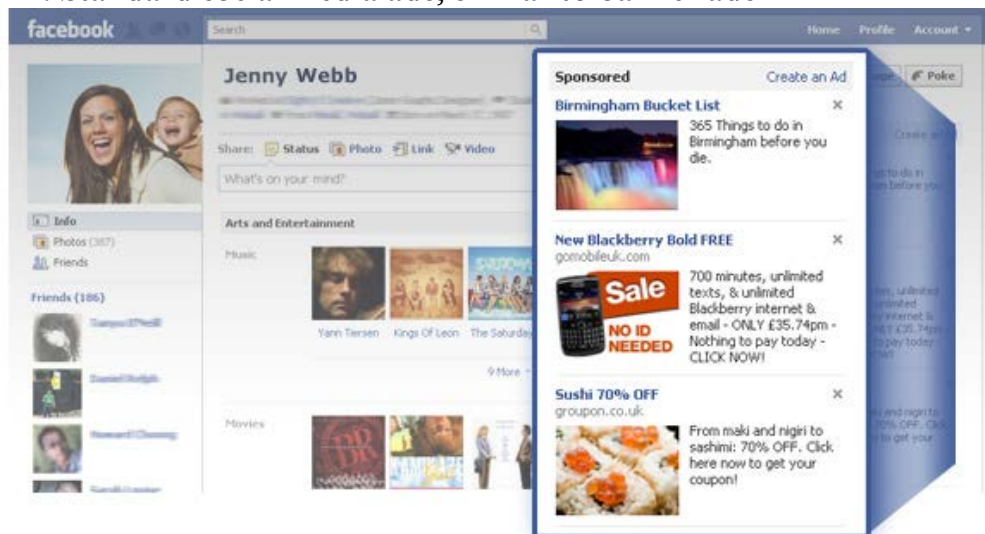 facebook
Search
Home Profile Account
Jenny Webb
Share: Status Photo Link Video
What's on your mind?
Info
Photos (387)
Friends
Friends (186)
Arts and Entertainment
Music
Yann Tiersen Kings Of Leon The Saturday
9 More
Movies
Sponsored Create an Ad
Birmingham Bucket List
365 Things to do in
Birmingham before you
die.
New Blackberry Bold FREE
gomobileuk.com
Sale
NO ID
NEEDED
700 minutes, unlimited
texts, & unlimited
Blackberry internet &
email - ONLY £35.74pm -
Nothing to pay today -
CLICK NOW!
Sushi 70% OFF
groupon.co.uk
From maki and nigiri to
sashimi: 70% OFF. Click
here now to get your
coupon!
Poke
Create an Ad